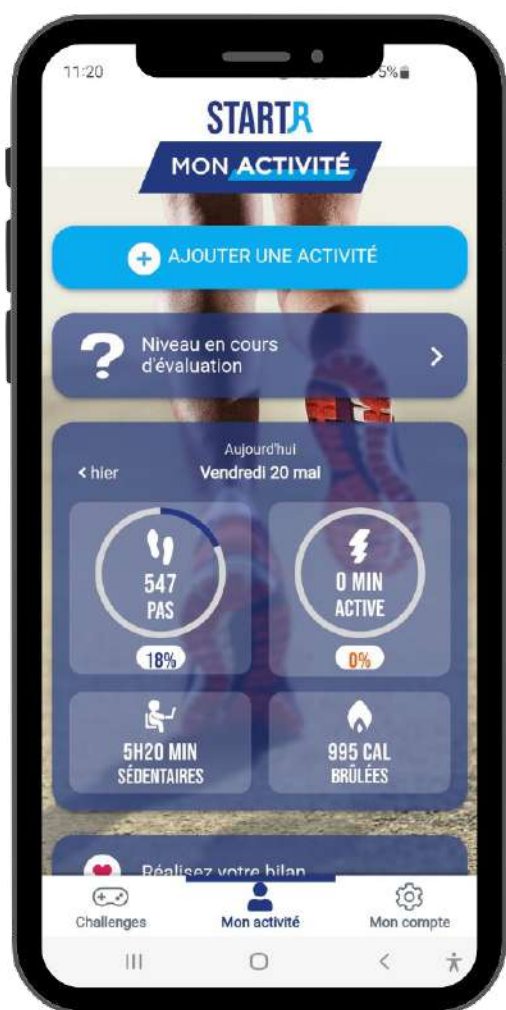 11:20
5%
STARTR
MON ACTIVITÉ
AJOUTER UNE ACTIVITÉ
?
Niveau en cours
d'évaluation
Aujourd'hui
< hier
Vendredi 20 mai
547
PAS
18%
0 MIN
ACTIVE
0%
5H20 MIN
SÉDENTAIRES
995 CAL
BRÛLÉES
Réalisez votre bilan
Challenges
Mon activité
Mon compte